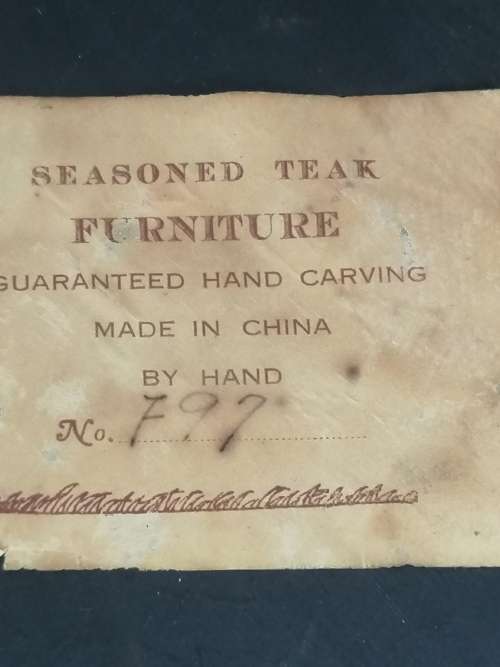 SEASONED TEAK
FURNITURE
GUARANTEED HAND CARVING
MADE IN CHINA
BY HAND
No. 797